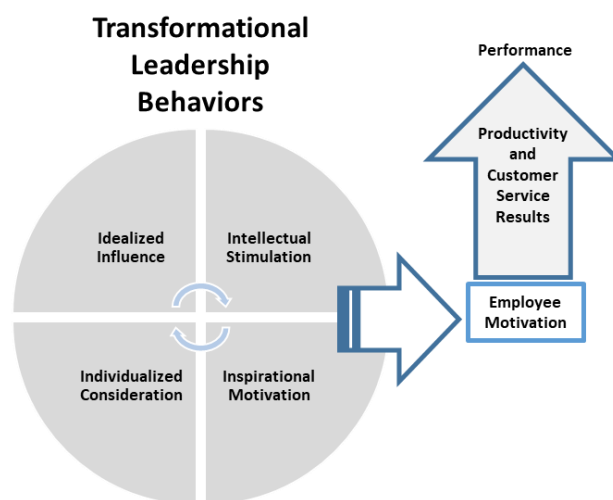 Transformational
Leadership
Behaviors
Performance
Productivity
and
Customer
Service
Results
Idealized
Influence
Intellectual
Stimulation
Employee
Motivation
Individualized
Consideration
Inspirational
Motivation